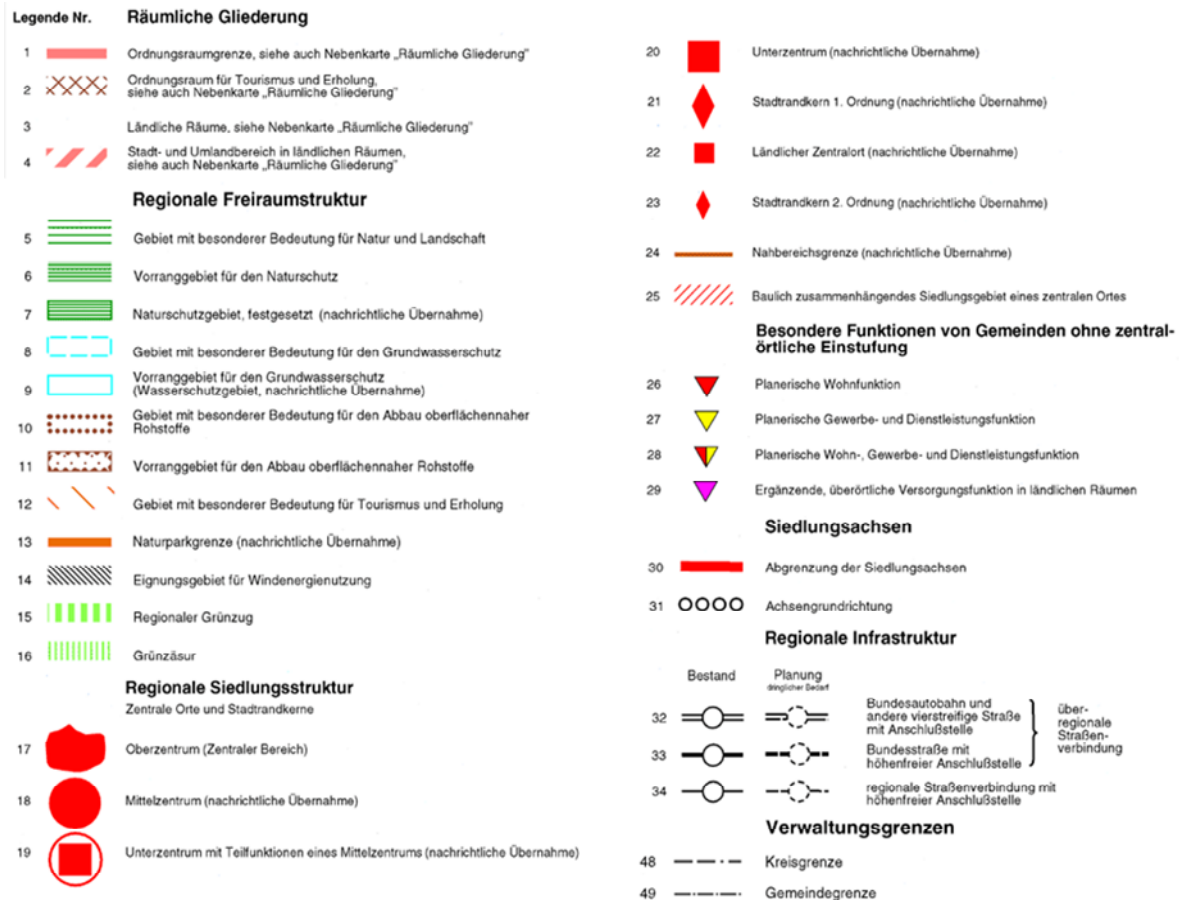 Legende Nr. Räumliche Gliederung
1 Ordnungsraumgrenze, siehe auch Nebenkarte „Räumliche Gliederung"
2 Ordnungsraum für Tourismus und Erholung,
siehe auch Nebenkarte „Räumliche Gliederung"
3 Ländliche Räume, siehe Nebenkarte „Räumliche Gliederung"
4 Stadt- und Umlandbereich in ländlichen Räumen,
siehe auch Nebenkarte „Räumliche Gliederung"
Regionale Freiraumstruktur
5 Gebiet mit besonderer Bedeutung für Natur und Landschaft
6 Vorranggebiet für den Naturschutz
7 Naturschutzgebiet, festgesetzt (nachrichtliche Übernahme)
8 Gebiet mit besonderer Bedeutung für den Grundwasserschutz
9 Vorranggebiet für den Grundwasserschutz
(Wasserschutzgebiet, nachrichtliche Übernahme)
10 Gebiet mit besonderer Bedeutung für den Abbau oberflächennaher
Rohstoffe
11 Vorranggebiet für den Abbau oberflächennaher Rohstoffe
12 Gebiet mit besonderer Bedeutung für Tourismus und Erholung
13 Naturparkgrenze (nachrichtliche Übernahme)
14 Eignungsgebiet für Windenergienutzung
15 Regionaler Grünzug
16 Grünzäsur
Regionale Siedlungsstruktur
Zentrale Orte und Stadtrandkerne
17 Oberzentrum (Zentraler Bereich)
18 Mittelzentrum (nachrichtliche Übernahme)
19 Unterzentrum mit Teilfunktionen eines Mittelzentrums (nachrichtliche Übernahme)
20 Unterzentrum (nachrichtliche Übernahme)
21 Stadtrandkern 1. Ordnung (nachrichtliche Übernahme)
22 Ländlicher Zentralort (nachrichtliche Übernahme)
23 Stadtrandkern 2. Ordnung (nachrichtliche Übernahme)
24 Nahbereichsgrenze (nachrichtliche Übernahme)
25 Baulich zusammenhängendes Siedlungsgebiet eines zentralen Ortes
Besondere Funktionen von Gemeinden ohne zentral-
örtliche Einstufung
26 Planerische Wohnfunktion
27 Planerische Gewerbe- und Dienstleistungsfunktion
28 Planerische Wohn-, Gewerbe- und Dienstleistungsfunktion
29 Ergänzende, überörtliche Versorgungsfunktion in ländlichen Räumen
Siedlungsachsen
30 Abgrenzung der Siedlungsachsen
31 Achsengrundrichtung
Regionale Infrastruktur
Bestand Planung
dringlicher Bedarf
32 Bundesautobahn und
andere vierstreifige Straße
mit Anschlußstelle
33 Bundesstraße mit
höhenfreier Anschlußstelle
über-
regionale
Straßen-
verbindung
34 regionale Straßenverbindung mit
höhenfreier Anschlußstelle
Verwaltungsgrenzen
48 Kreisgrenze
49 Gemeindegrenze